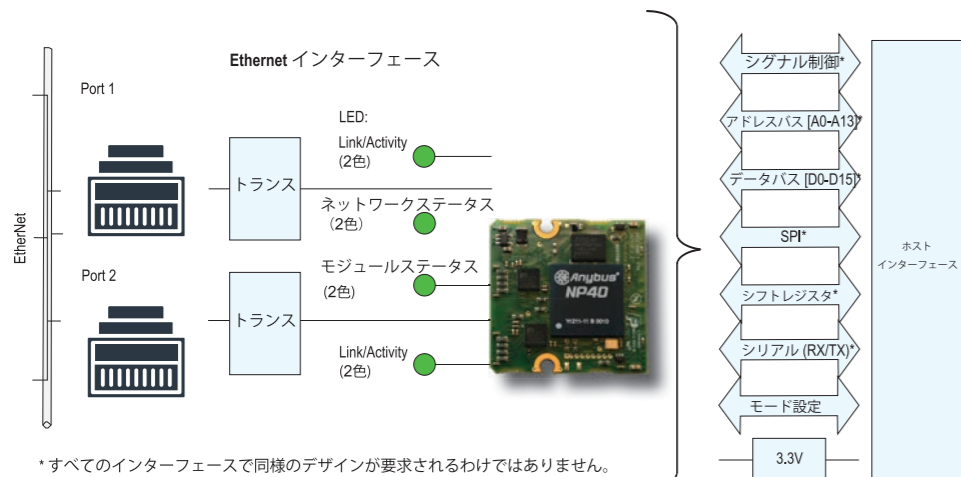 Ethernet インターフェース
Port 1
LED:
Link/Activity
(2色)
トランス
ネットワークステータス
(2色)
EtherNet
Port 2
モジュールステータス
(2色)
トランス
Link/Activity
(2色)
Anybus®
NP40
シグナル制御*
アドレスバス [A0-A13]*
データバス [D0-D15]*
SPI*
シフトレジスタ*
シリアル (RX/TX)*
モード設定
3.3V
ホスト
インターフェース
* すべてのインターフェースで同様のデザインが要求されるわけではありません。